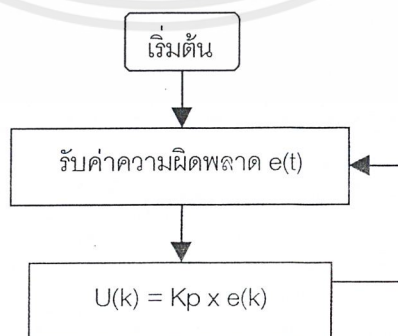 เริ่มต้น
รับค่าความผิดพลาด e(t)
U(k) = Kp x e(k)